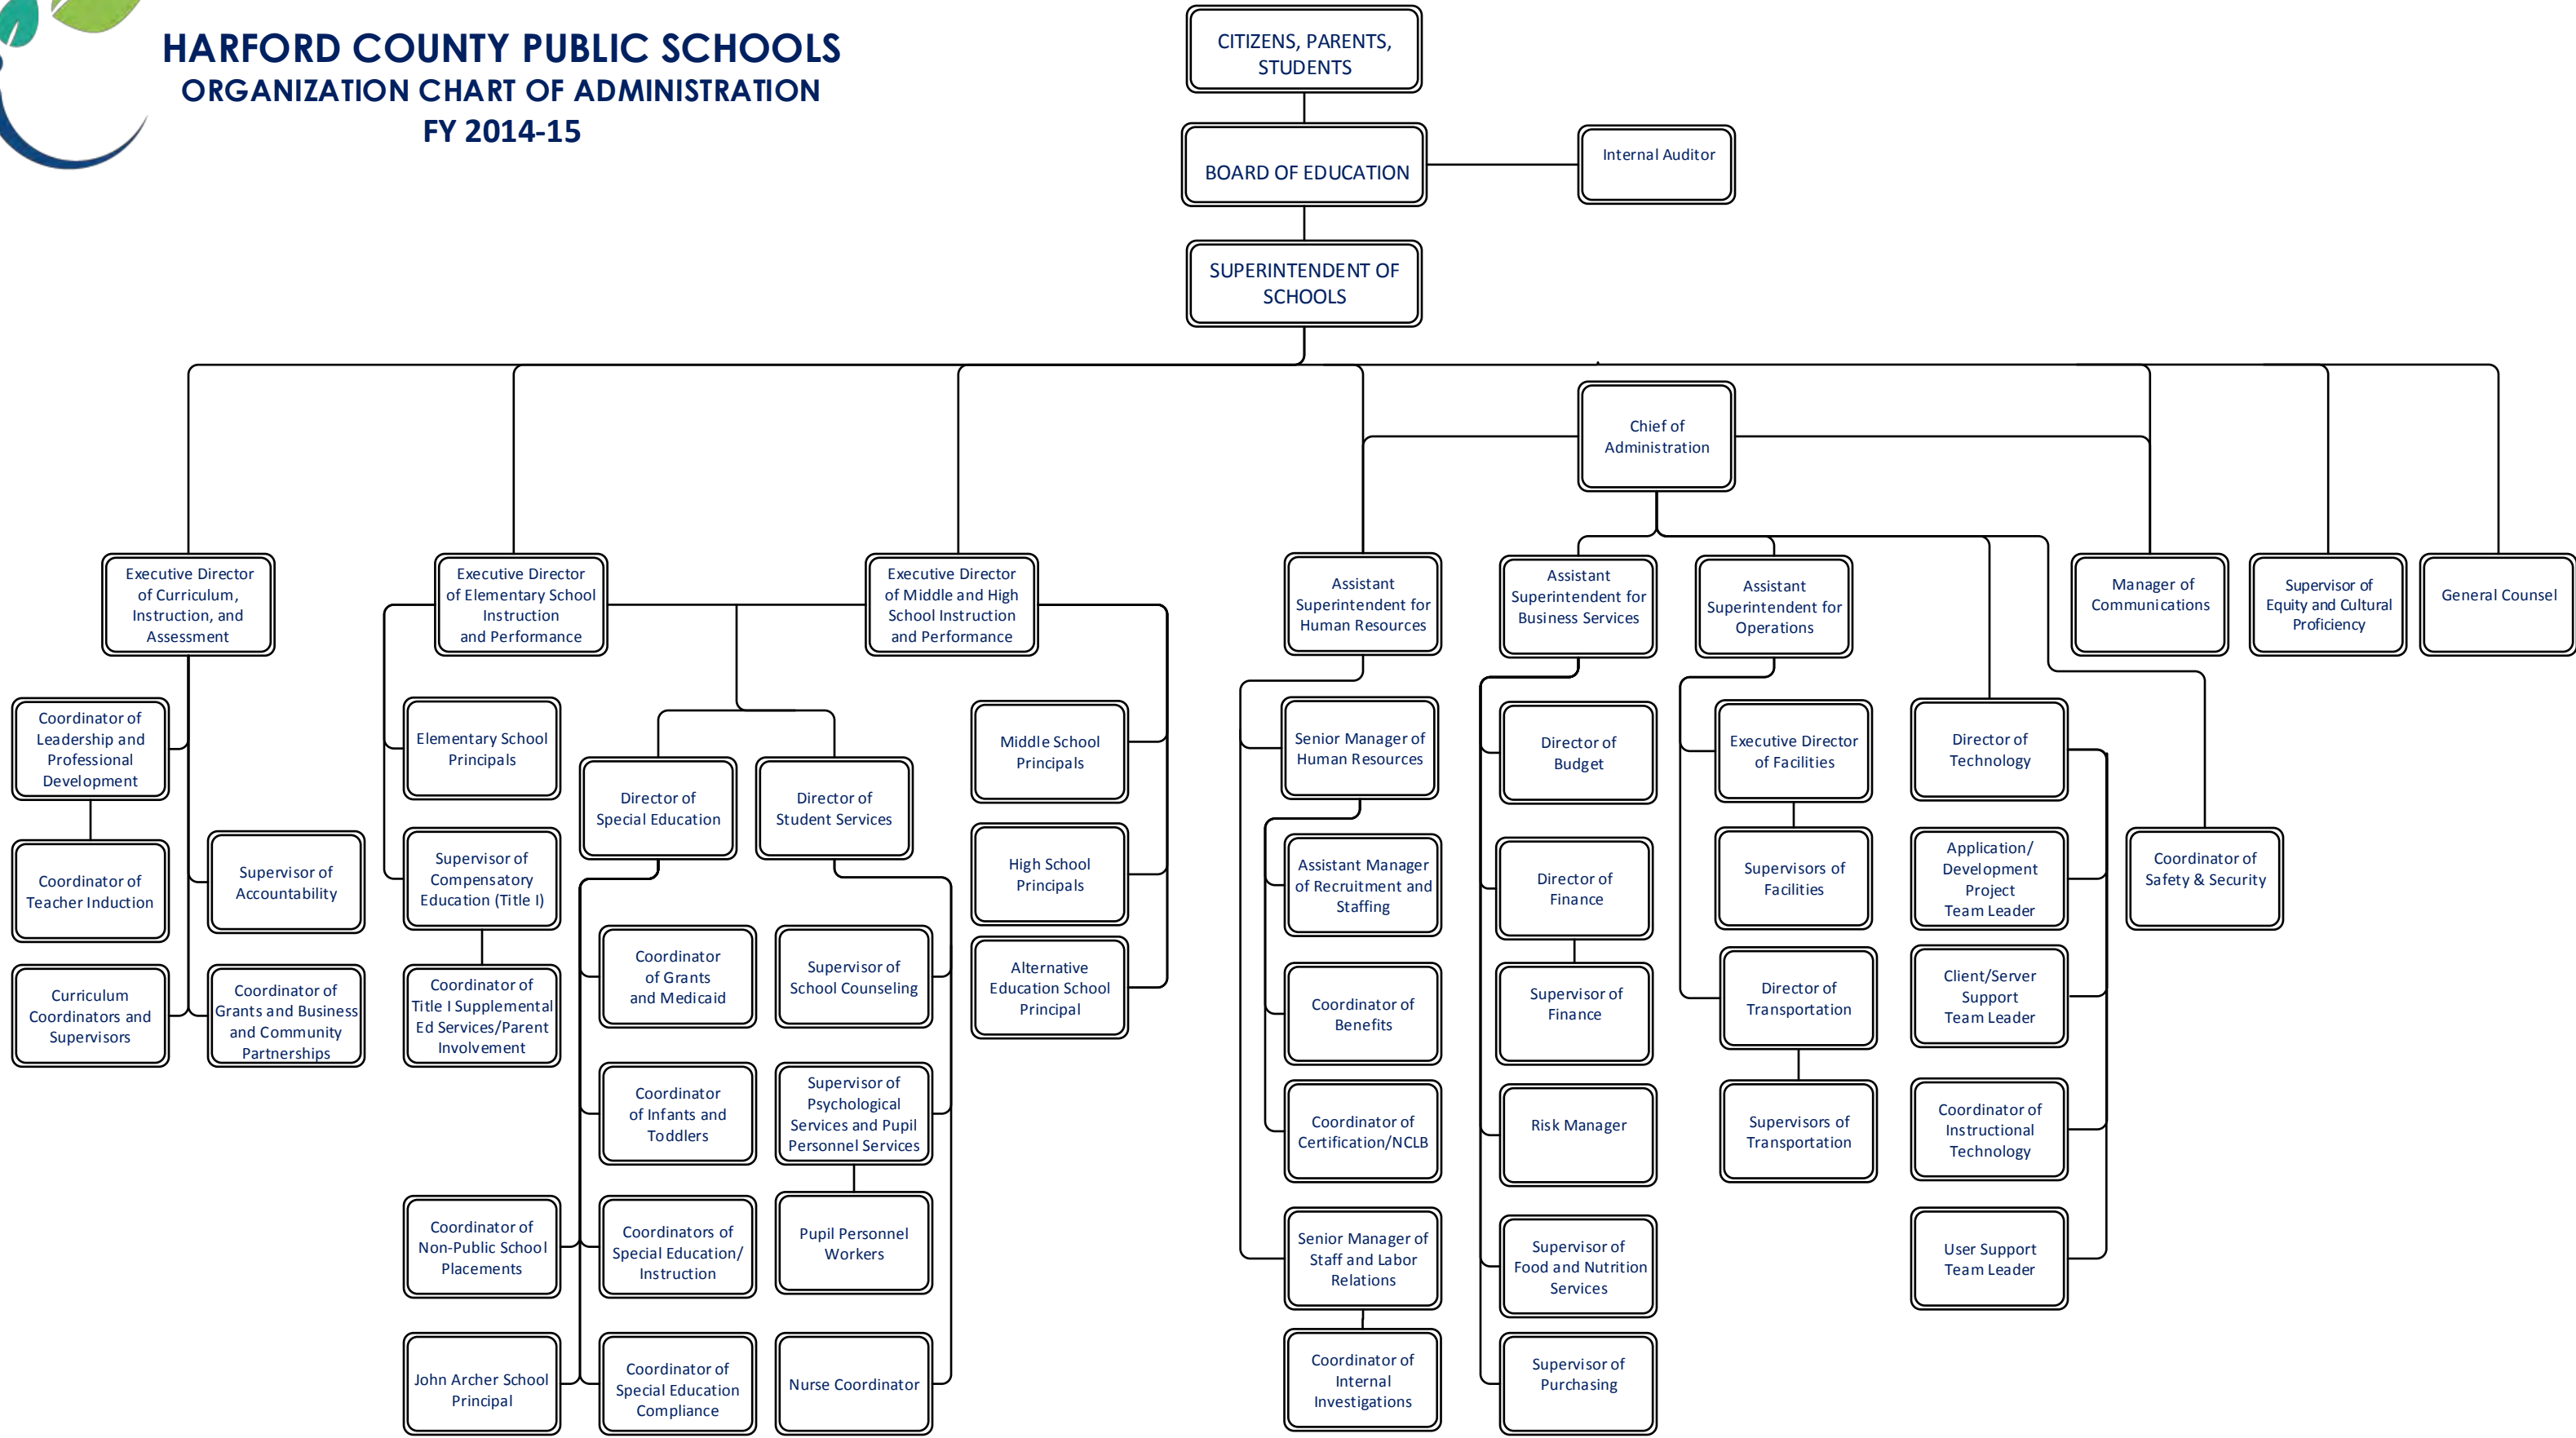 HARFORD COUNTY PUBLIC SCHOOLS
ORGANIZATION CHART OF ADMINISTRATION
FY 2014-15
CITIZENS, PARENTS,
STUDENTS
BOARD OF EDUCATION
Internal Auditor
SUPERINTENDENT OF
SCHOOLS
Chief of
Administration
Executive Director
of Curriculum,
Instruction, and
Assessment
Executive Director
of Elementary School
Instruction
and Performance
Executive Director
of Middle and High
School Instruction
and Performance
Assistant
Superintendent for
Human Resources
Assistant
Superintendent for
Business Services
Assistant
Superintendent for
Operations
Manager of
Communications
Supervisor of
Equity and Cultural
Proficiency
General Counsel
Coordinator of
Leadership and
Professional
Development
Elementary School
Principals
Director of
Special Education
Director of
Student Services
Middle School
Principals
Senior Manager of
Human Resources
Director of
Budget
Executive Director
of Facilities
Director of
Technology
Coordinator of
Teacher Induction
Supervisor of
Accountability
Supervisor of
Compensatory
Education (Title I)
High School
Principals
Assistant Manager
of Recruitment and
Staffing
Director of
Finance
Supervisors of
Facilities
Application/
Development
Project
Team Leader
Coordinator of
Safety & Security
Curriculum
Coordinators and
Supervisors
Coordinator of
Grants and Business
and Community
Partnerships
Coordinator of
Title I Supplemental
Ed Services/Parent
Involvement
Coordinator
of Grants
and Medicaid
Supervisor of
School Counseling
Alternative
Education School
Principal
Coordinator of
Benefits
Supervisor of
Finance
Director of
Transportation
Client/Server
Support
Team Leader
Coordinator
of Infants and
Toddlers
Supervisor of
Psychological
Services and Pupil
Personnel Services
Coordinator of
Certification/NCLB
Risk Manager
Supervisors of
Transportation
Coordinator of
Instructional
Technology
Coordinator of
Non-Public School
Placements
Coordinators of
Special Education/
Instruction
Pupil Personnel
Workers
Senior Manager of
Staff and Labor
Relations
Supervisor of
Food and Nutrition
Services
User Support
Team Leader
John Archer School
Principal
Coordinator of
Special Education
Compliance
Nurse Coordinator
Coordinator of
Internal
Investigations
Supervisor of
Purchasing